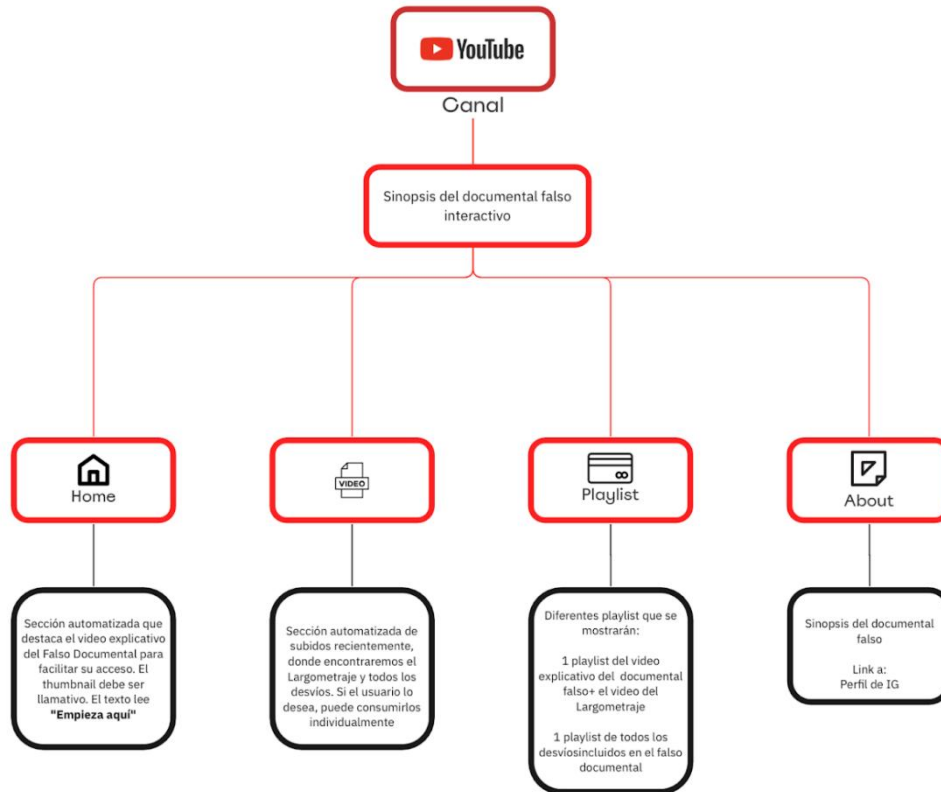 YouTube
Canal
Sinopsis del documental falso
interactivo
Home
VIDEO
Playlist
About
Sección automatizada que
destaca el video explicativo
del Falso Documental para
facilitar su acceso. El
thumbnail debe ser
llamativo. El texto lee
"Empieza aquí"
Sección automatizada de
subidos recientemente,
donde encontraremos el
Largometraje y todos los
desvíos. Si el usuario lo
desea, puede consumirlos
individualmente
Diferentes playlist que se
mostrarán:
1 playlist del video
explicativo del documental
falso+ el video del
Largometraje
1 playlist de todos los
desvíosincluidos en el falso
documental
Sinopsis del documental
falso
Link a:
Perfil de IG